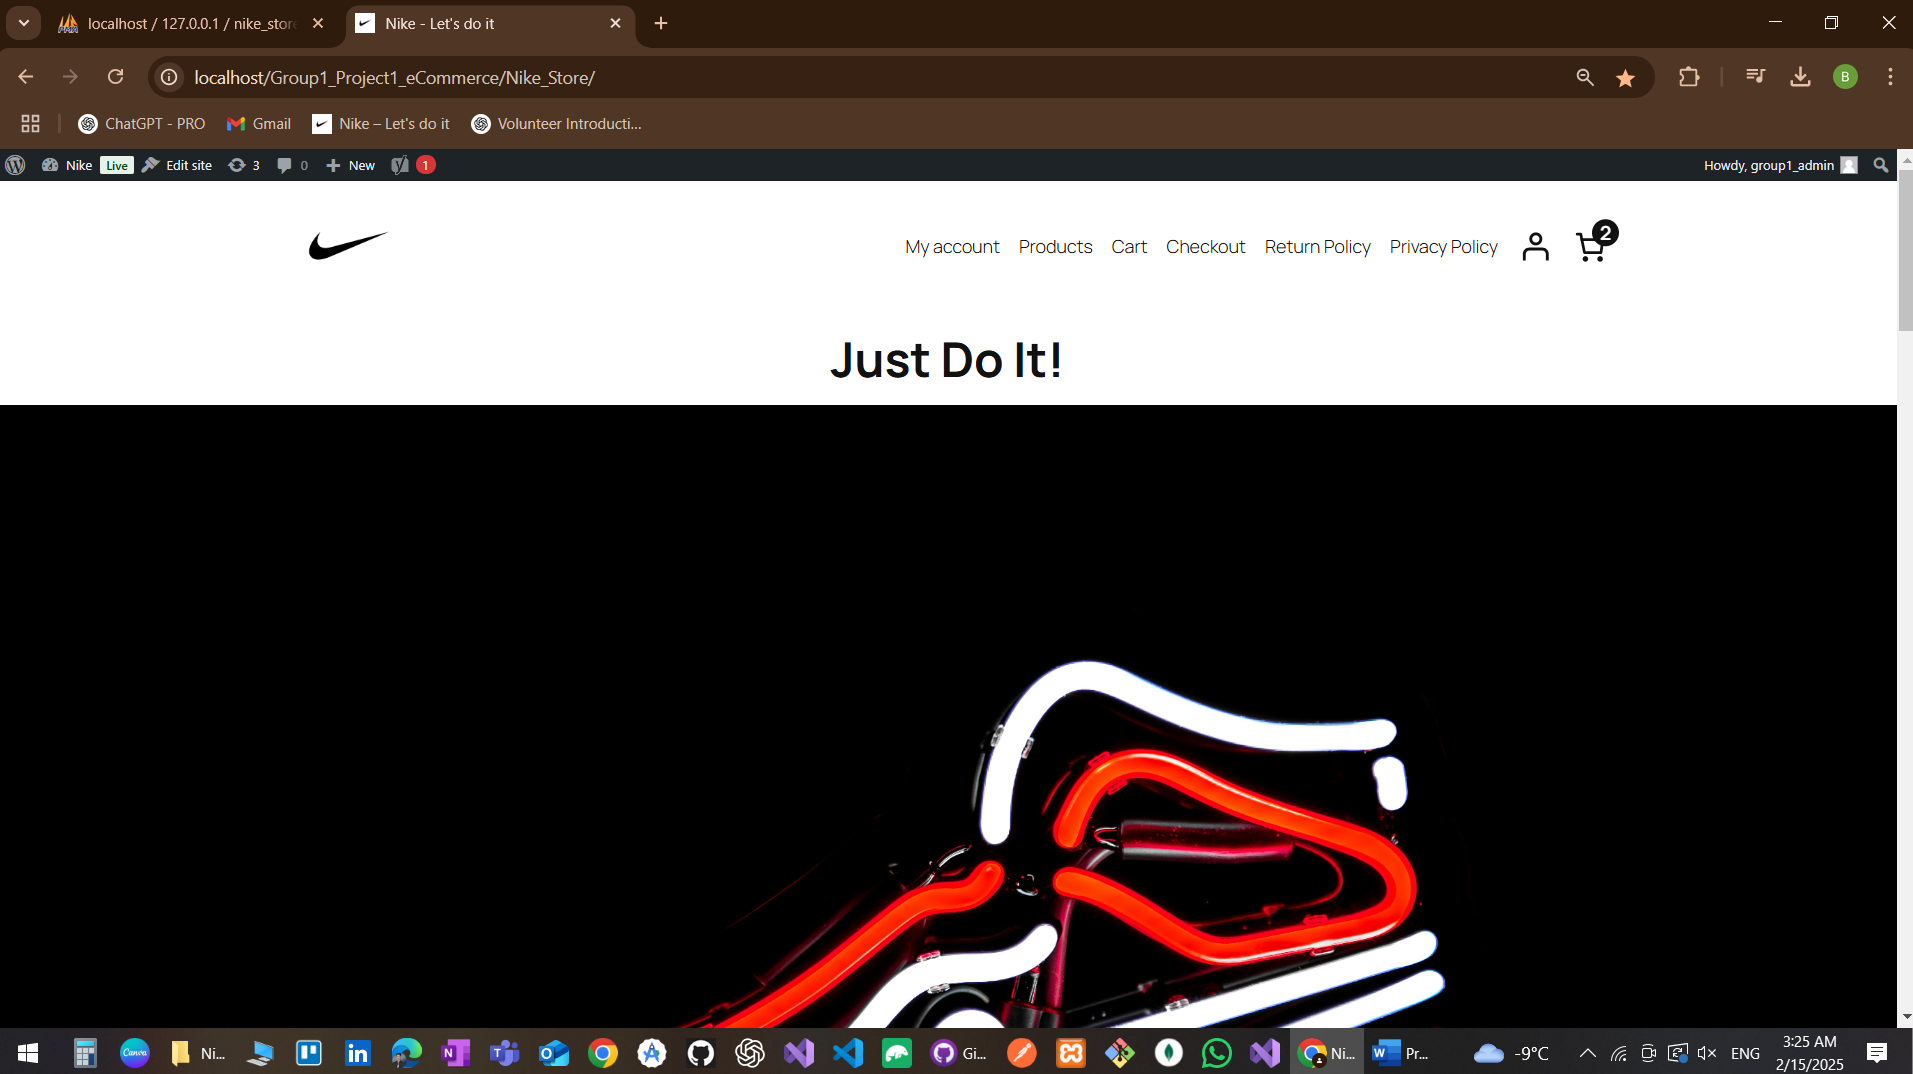 localhost / 127.0.0.1 / nike_store
Nike - Let's do it
localhost/Group1_Project1_eCommerce/Nike_Store/
B
ChatGPT - PRO
Gmail
Nike – Let's do it
Volunteer Introducti...
Nike
Live
Edit site
3
0
New
1
Howdy, group1_admin
My account
Products
Cart
Checkout
Return Policy
Privacy Policy
2
Just Do It!
Canva
Ni...
Gi...
Ni...
Pr...
-9°C
ENG
3:25 AM
2/15/2025